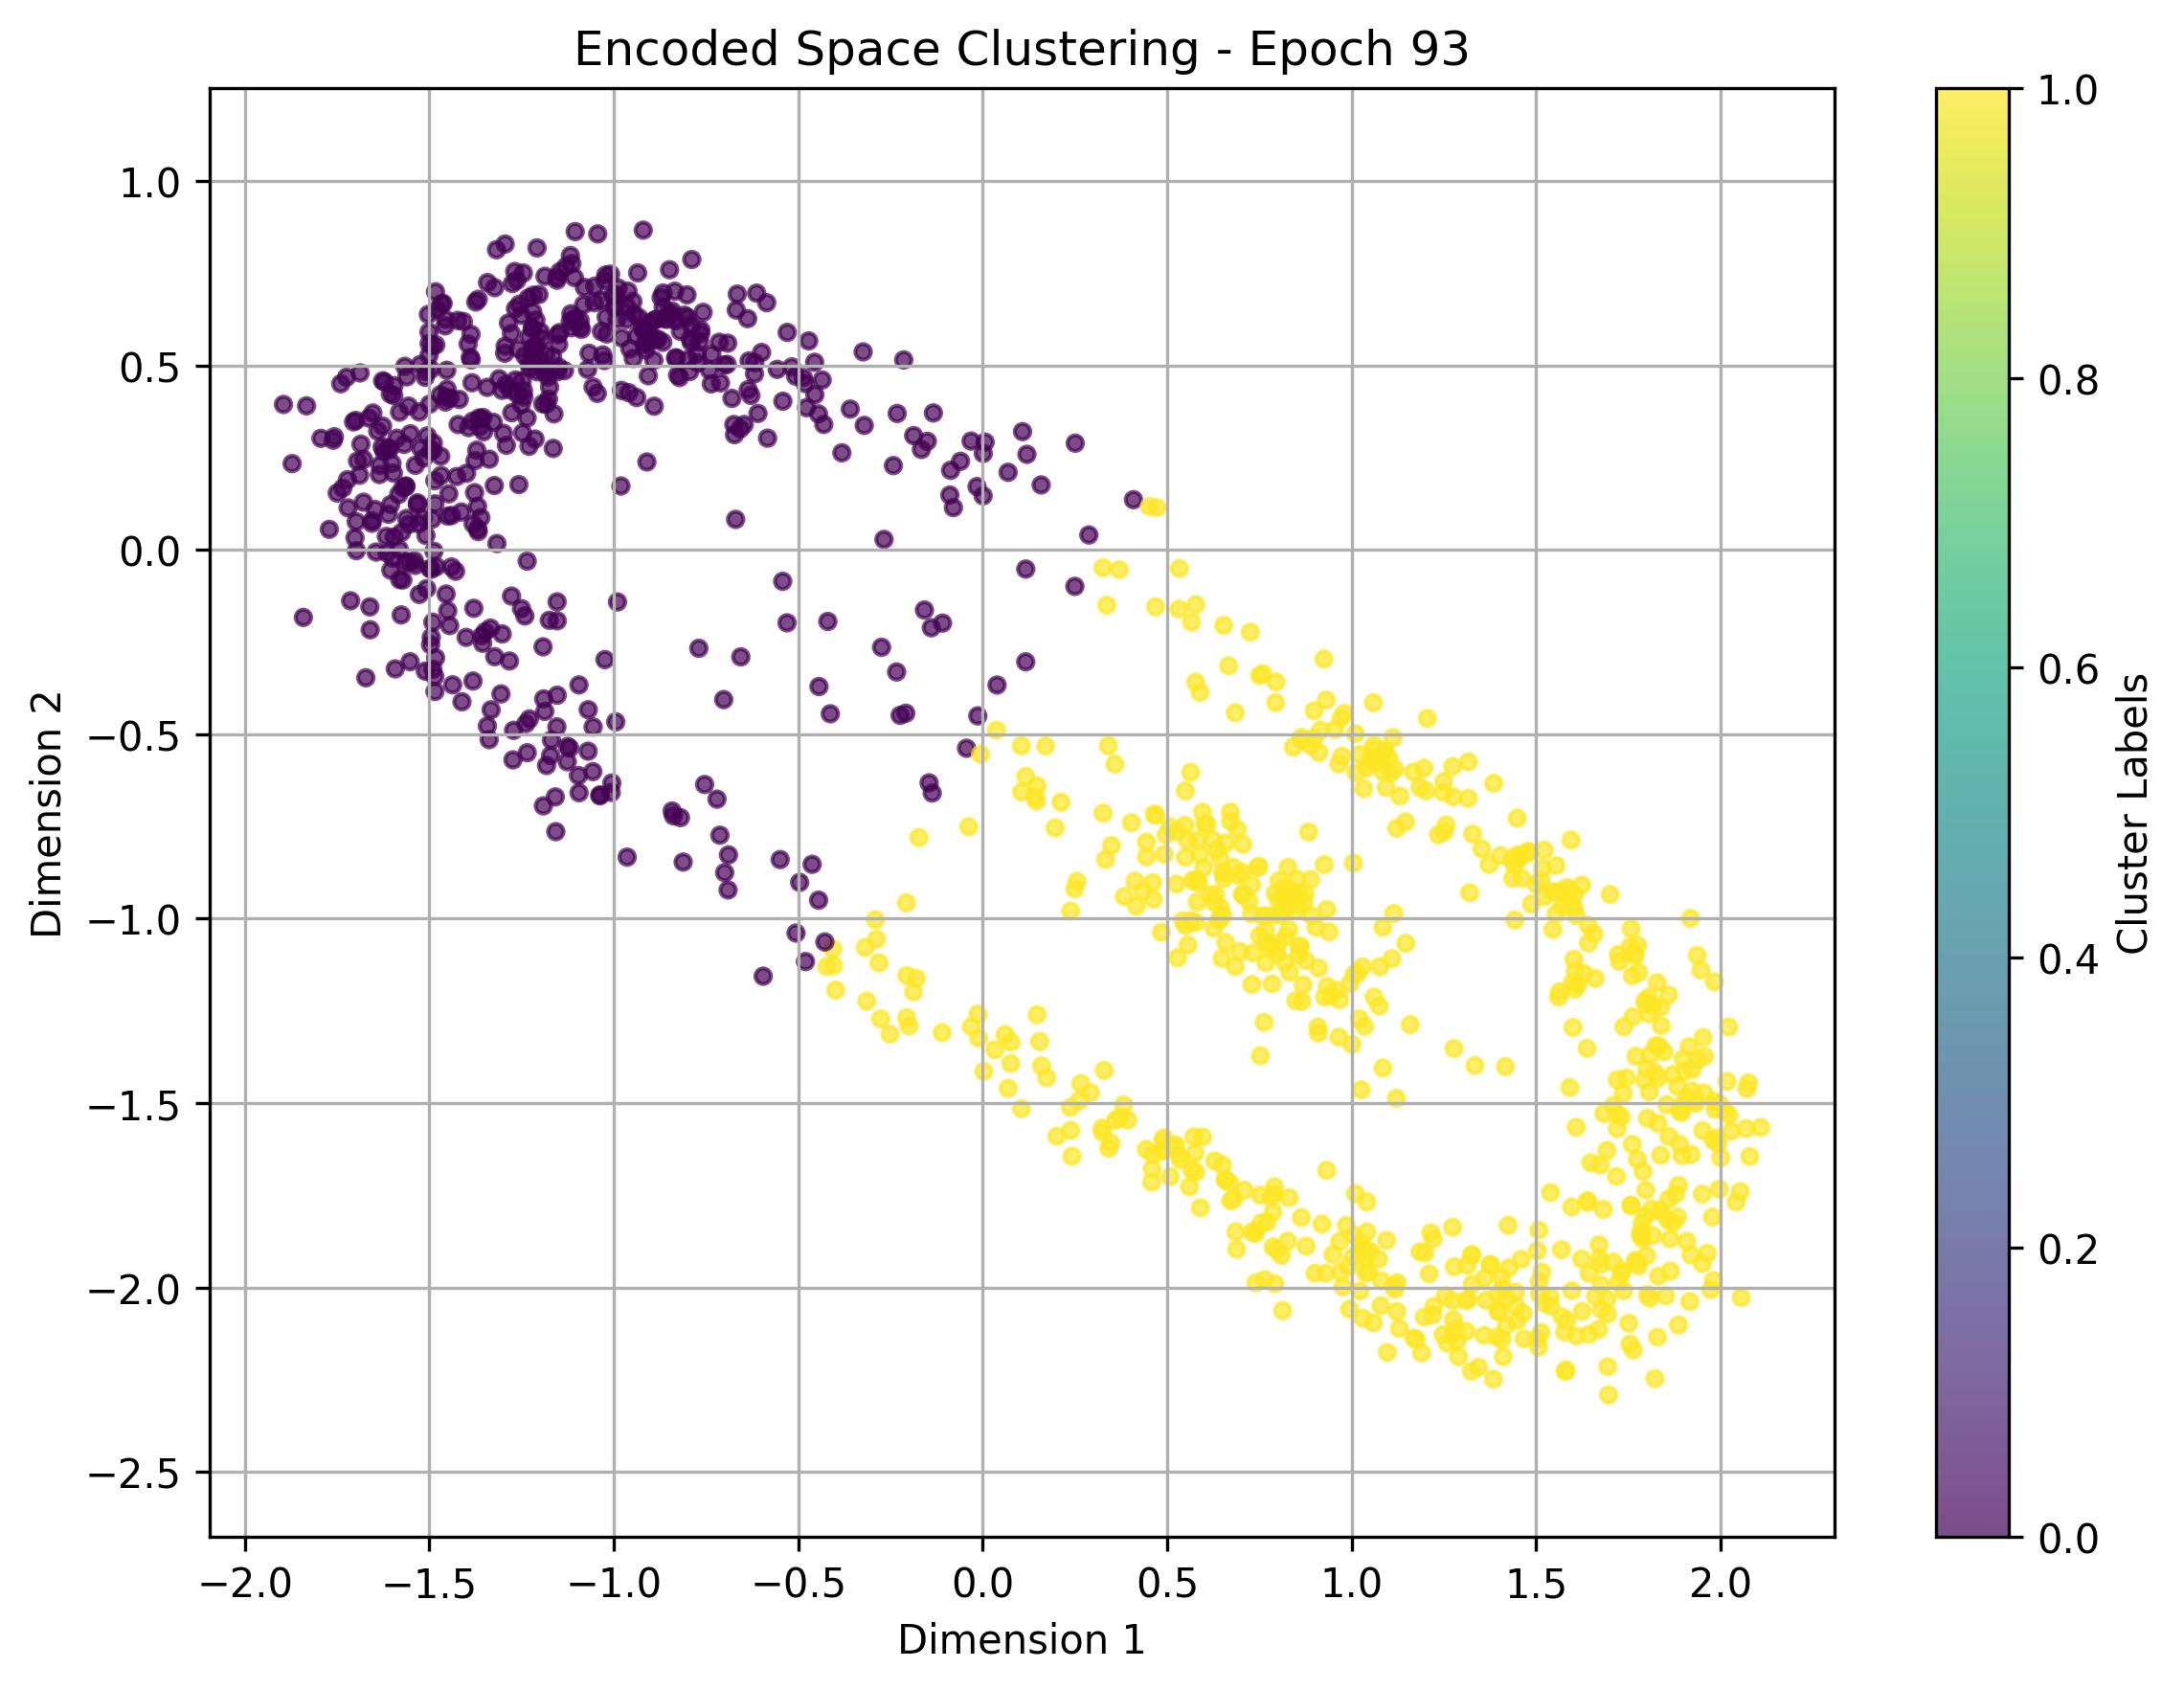 Encoded Space Clustering - Epoch 93
1.0
0.5
0.0
−0.5
−1.0
−1.5
−2.0
−2.5
Dimension 2
−2.0 −1.5 −1.0 −0.5 0.0 0.5 1.0 1.5 2.0
Dimension 1
1.0
0.8
0.6
0.4
0.2
0.0
Cluster Labels